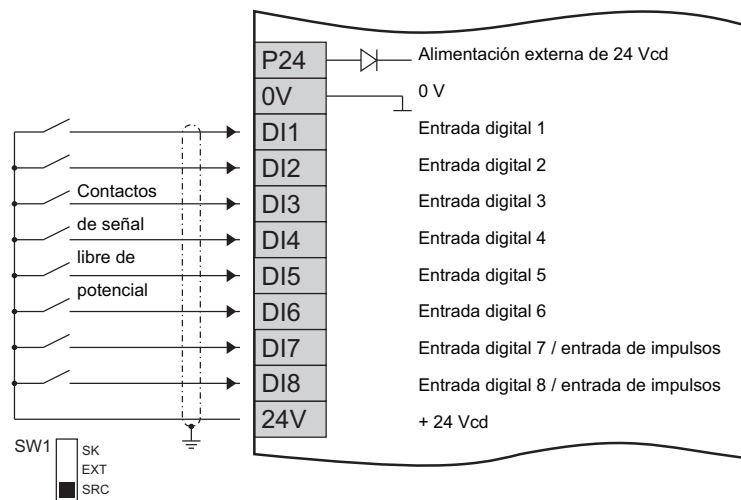 P24 Alimentación externa de 24 Vcd
0V 0 V
DI1 Entrada digital 1
DI2 Entrada digital 2
Contactos DI3 Entrada digital 3
de señal DI4 Entrada digital 4
libre de DI5 Entrada digital 5
potencial DI6 Entrada digital 6
DI7 Entrada digital 7 / entrada de impulsos
DI8 Entrada digital 8 / entrada de impulsos
24V + 24 Vcd
SW1 SK
EXT
SRC